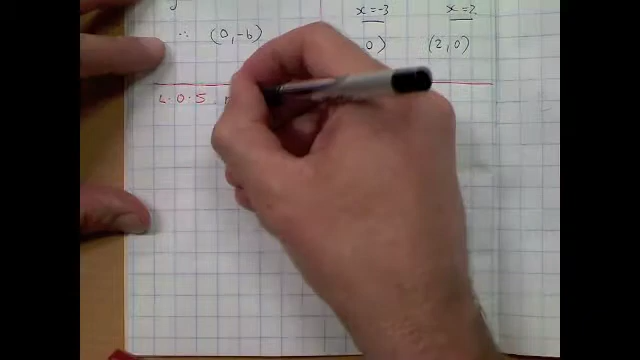 x = -3 x = 2
∴ (0, -6) 0) (2, 0)
L.O.S